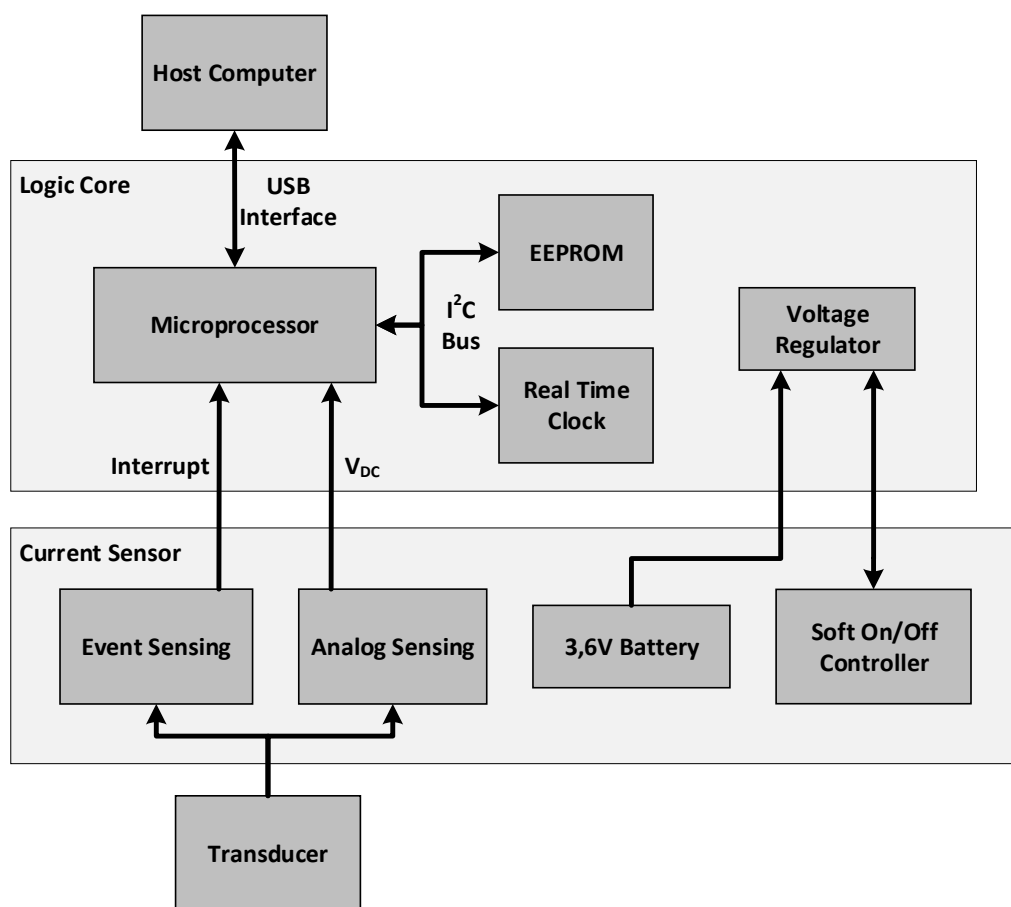 Host Computer
Logic Core
USB
Interface
EEPROM
Microprocessor
I²C
Bus
Voltage
Regulator
Real Time
Clock
Interrupt
V_DC
Current Sensor
Event Sensing
Analog Sensing
3,6V Battery
Soft On/Off
Controller
Transducer